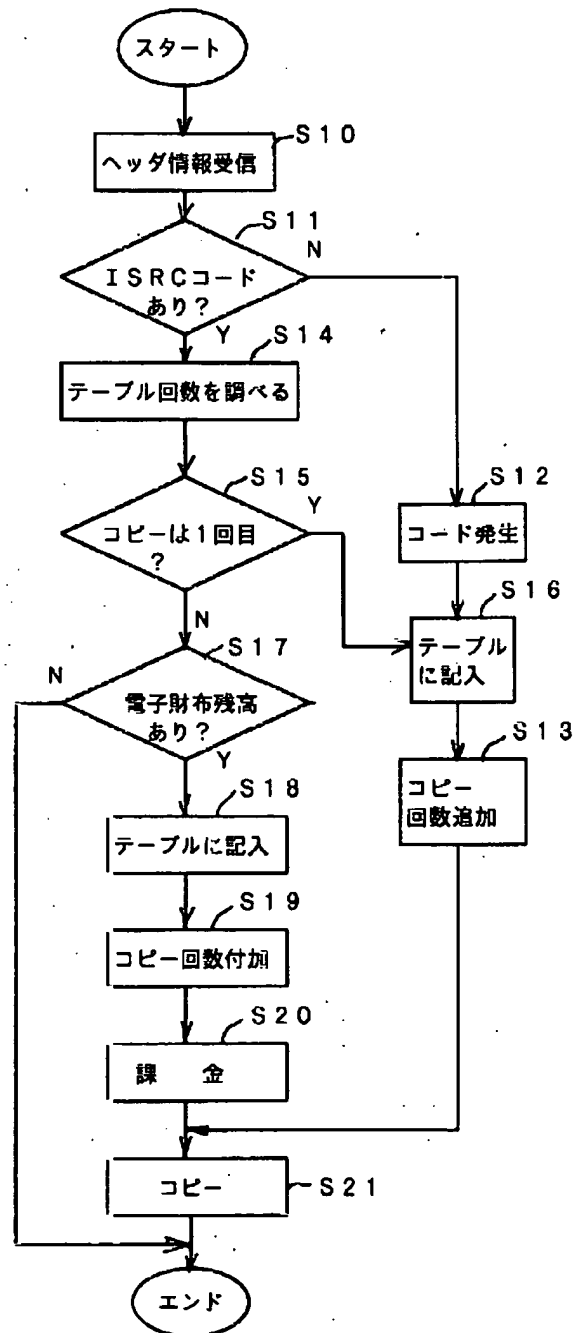 スタート
S10
ヘッダ情報受信
S11
N
ISRCコード
あり?
Y
S14
テーブル回数を調べる
S15
Y
S12
コピーは1回目
?
コード発生
S16
N
S17
テーブル
に記入
N
電子財布残高
あり?
S13
Y
コピー
回数追加
S18
テーブルに記入
S19
コピー回数付加
S20
課 金
コピー
S21
エンド